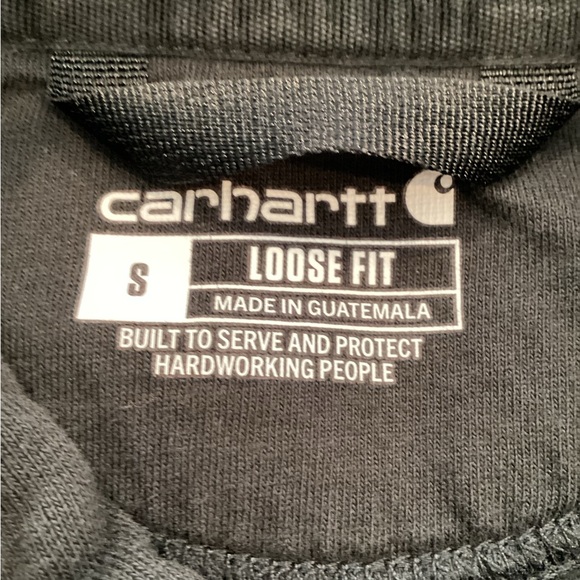 carhartt
S
LOOSE FIT
MADE IN GUATEMALA
BUILT TO SERVE AND PROTECT
HARDWORKING PEOPLE